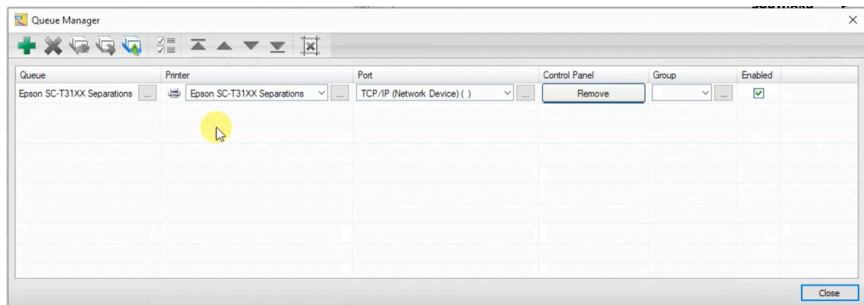 Queue Manager
Queue Printer Port Control Panel Group Enabled
Epson SC-T31XX Separations ... Epson SC-T31XX Separations ... TCP/IP (Network Device) ( ) ... Remove ...
Close